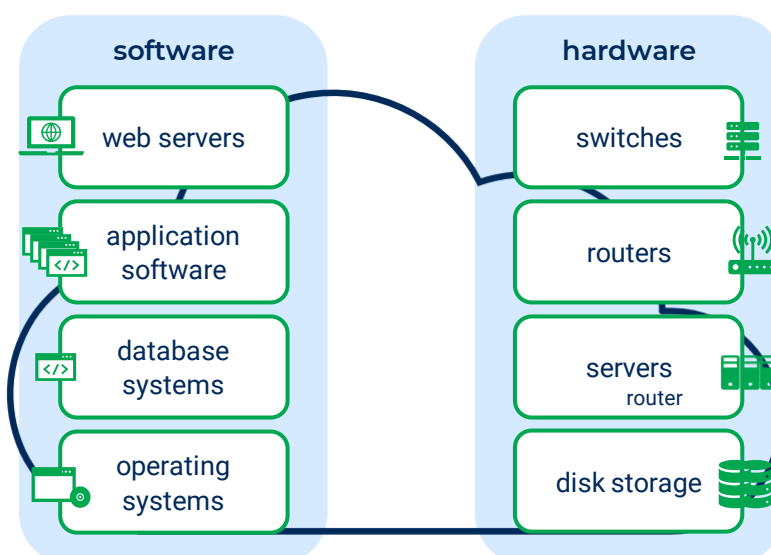 software
web servers
application
software
database
systems
operating
systems
hardware
switches
routers
servers
router
disk storage